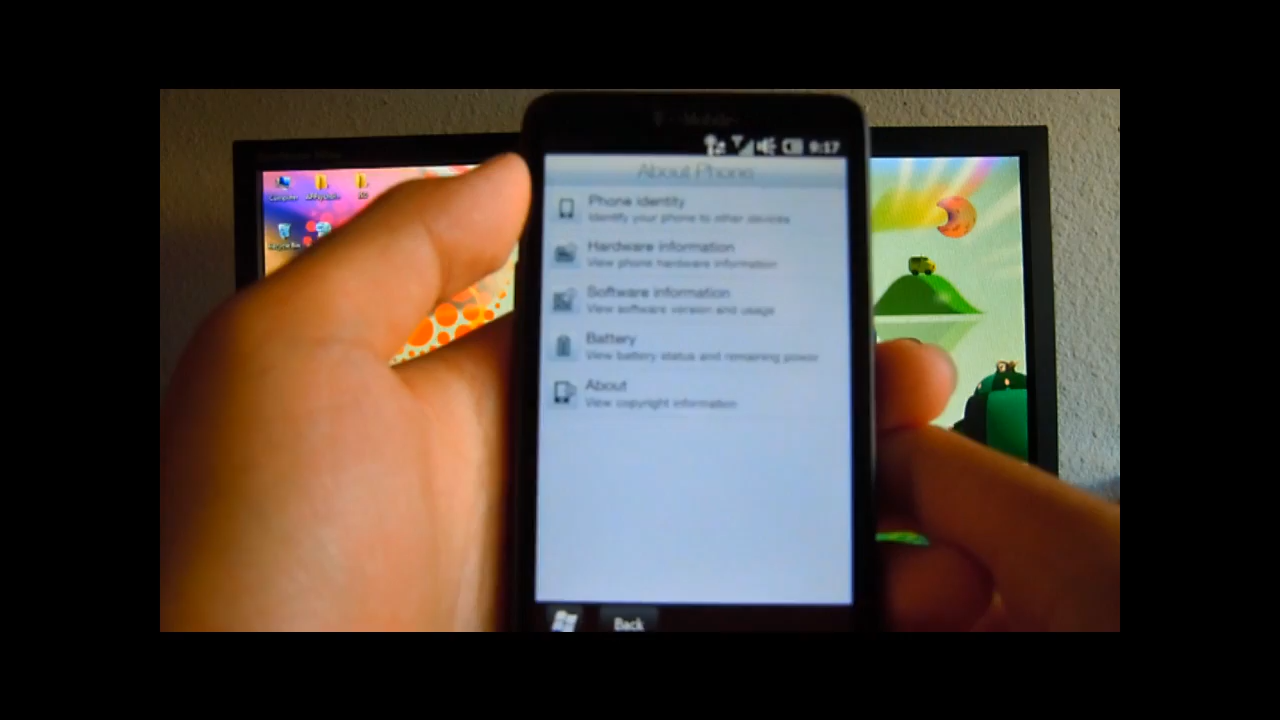 T-Mobile
9:17
About Phone
Phone identity
Identify your phone to other devices
Hardware information
View phone hardware information
Software information
View software version and usage
Battery
View battery status and remaining power
About
View copyright information
Back
Computer
Recycle Bin